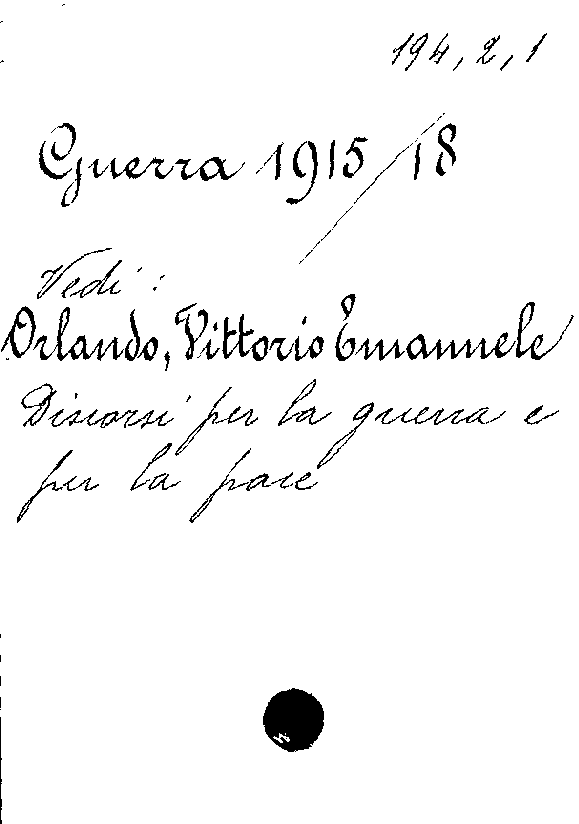 194, 2, 1
Guerra 1915/18
Vedi:
Orlando, Vittorio Emanuele
Discorsi per la guerra e
per la pace